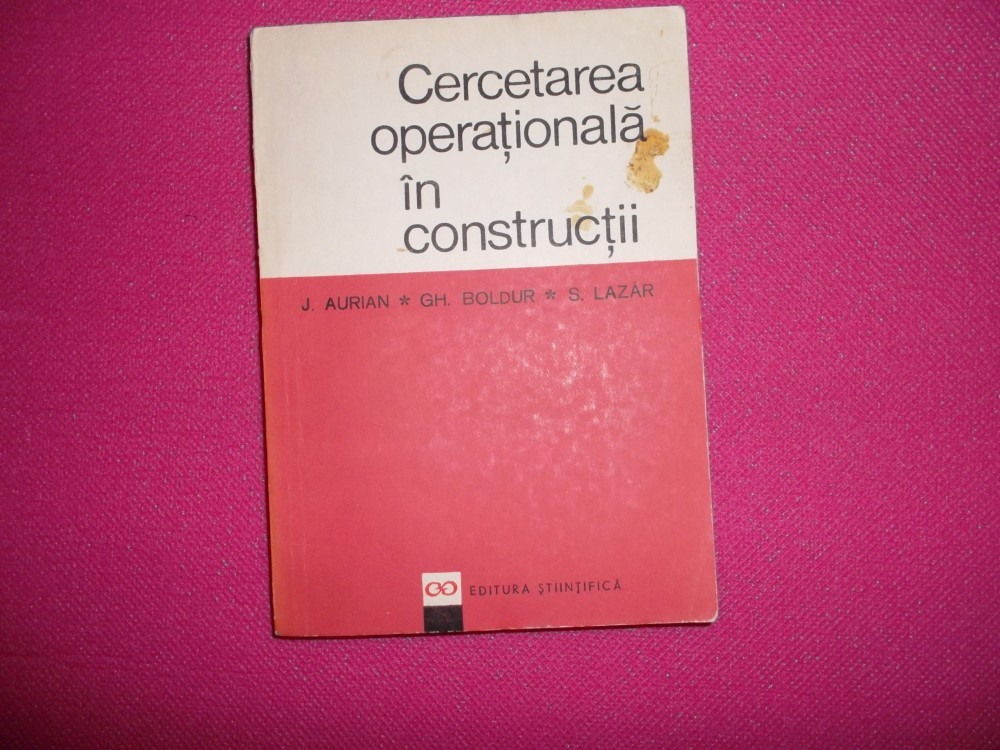 Cercetarea
operațională
în
construcții
J. AURIAN * GH. BOLDUR * S. LAZĂR
EDITURA ȘTIINȚIFICĂ